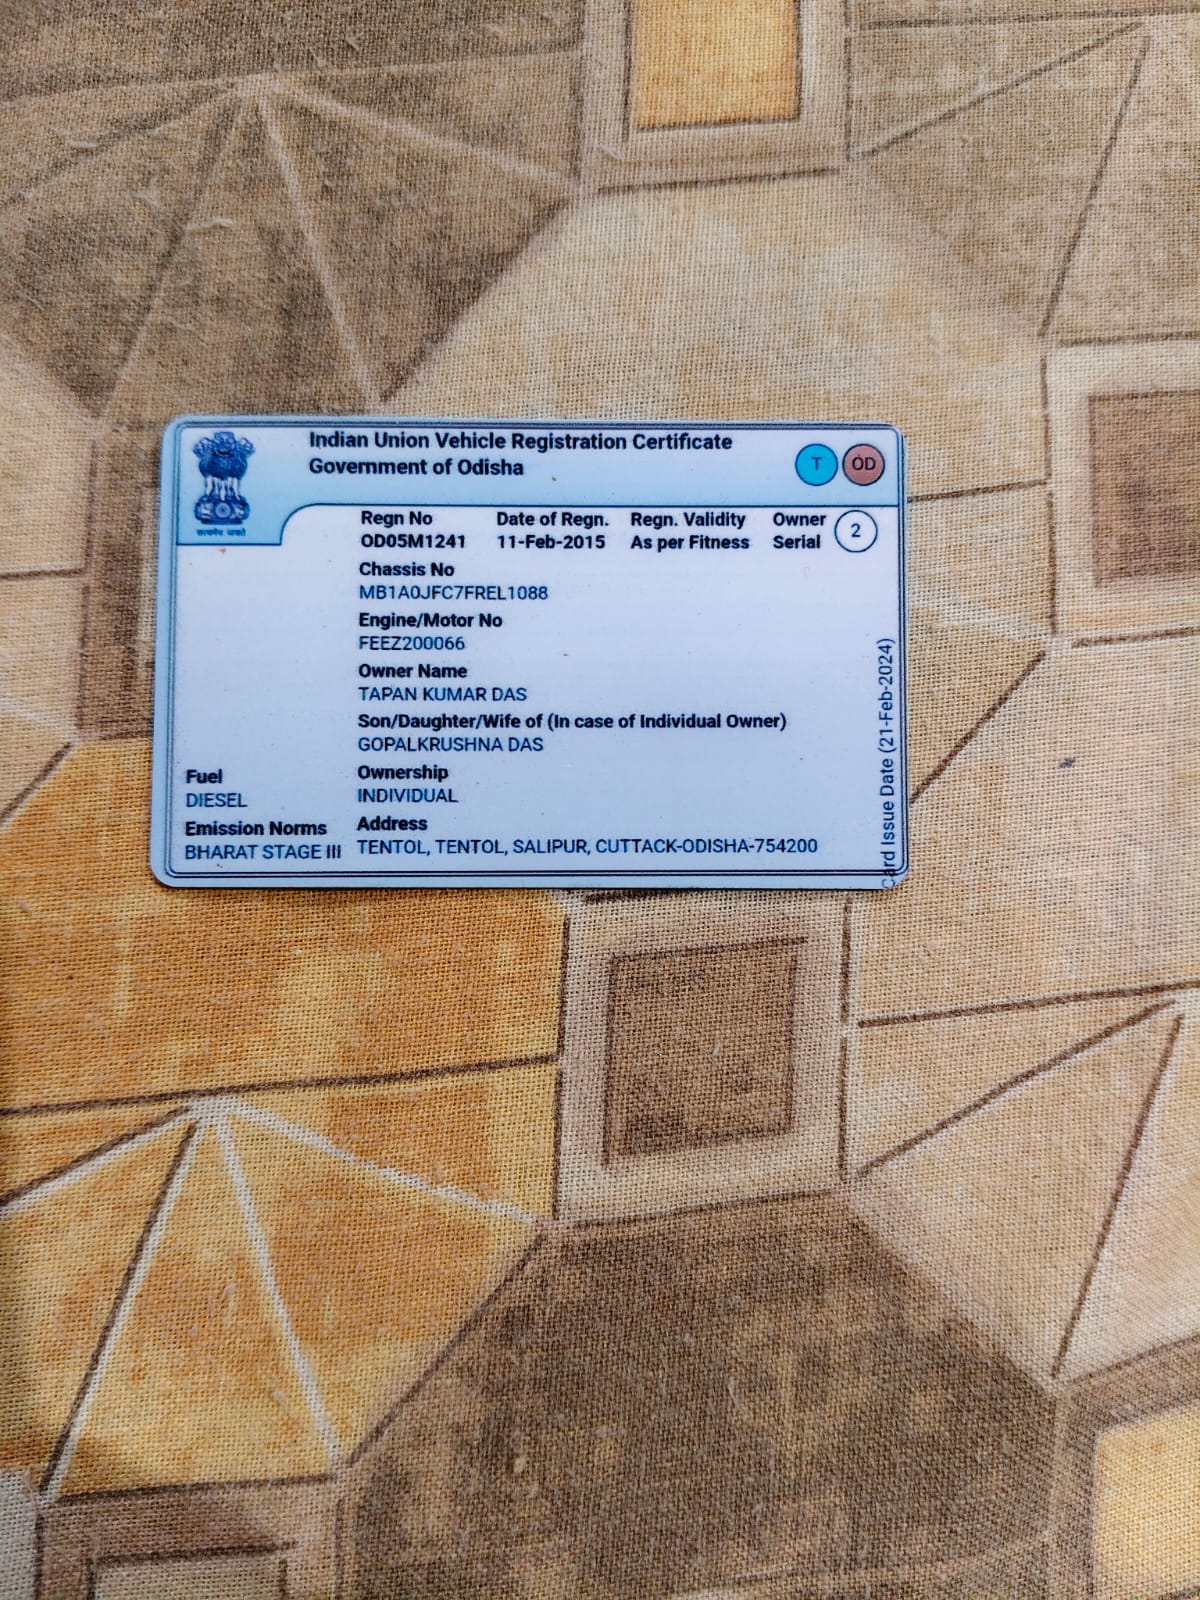 Indian Union Vehicle Registration Certificate
Government of Odisha
T OD
सत्यमेव जयते
Regn No Date of Regn. Regn. Validity Owner Serial 2
OD05M1241 11-Feb-2015 As per Fitness
Chassis No
MB1A0JFC7FREL1088
Engine/Motor No
FEEZ200066
Owner Name
TAPAN KUMAR DAS
Son/Daughter/Wife of (In case of Individual Owner)
GOPALKRUSHNA DAS
Fuel
DIESEL
Emission Norms
BHARAT STAGE III
Ownership
INDIVIDUAL
Address
TENTOL, TENTOL, SALIPUR, CUTTACK-ODISHA-754200
Card Issue Date (21-Feb-2024)